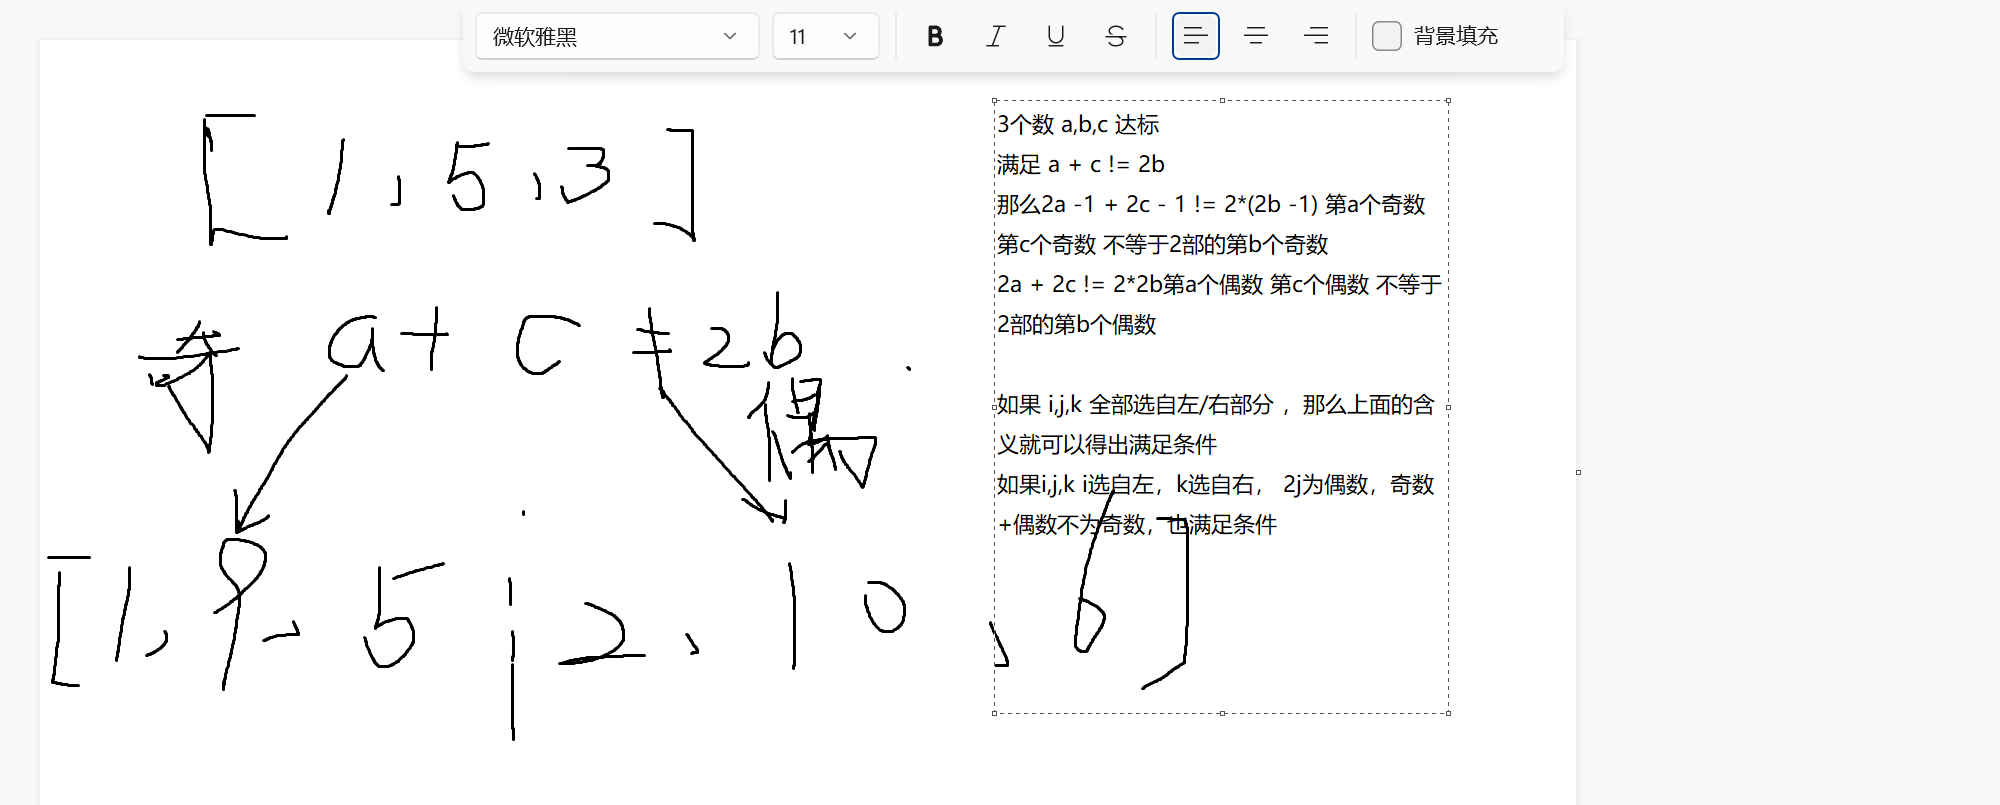 微软雅黑 11 背景填充
[ 1 , 5 , 3 ]
奇 a + c ≠ 2b
偶
[ 1 , 9 , 5 | 2 、 10 、 6 ]
3个数 a,b,c 达标
满足 a + c != 2b
那么2a -1 + 2c - 1 != 2*(2b -1) 第a个奇数
第c个奇数 不等于2部的第b个奇数
2a + 2c != 2*2b第a个偶数 第c个偶数 不等于
2部的第b个偶数
如果 i,j,k 全部选自左/右部分 ，那么上面的含
义就可以得出满足条件
如果i,j,k i选自左，k选自右， 2j为偶数，奇数
+偶数不为奇数，也满足条件